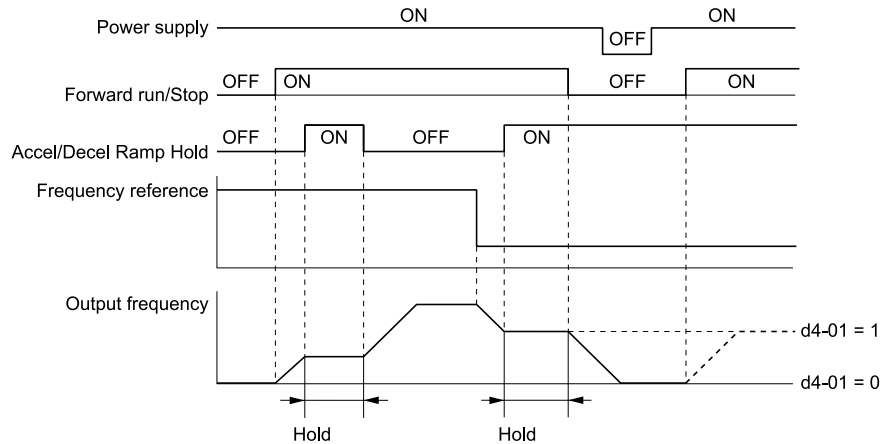 ON
Power supply
OFF
ON
OFF
ON
Forward run/Stop
OFF
ON
OFF
ON
OFF
ON
Accel/Decel Ramp Hold
Frequency reference
Output frequency
d4-01 = 1
d4-01 = 0
Hold
Hold